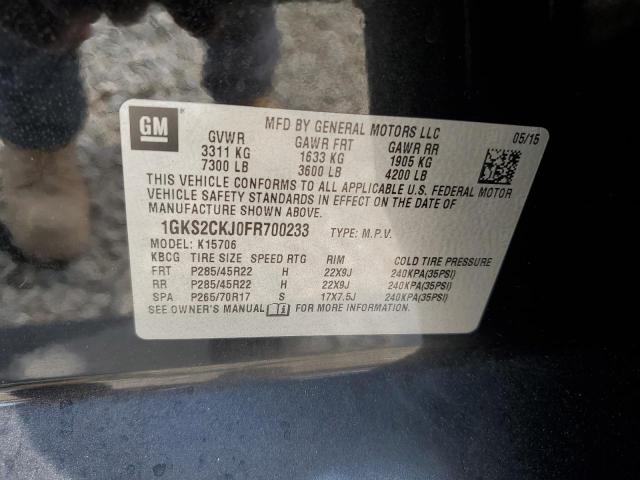 GM
MFD BY GENERAL MOTORS LLC 05/15
GVWR GAWR FRT GAWR RR
3311 KG 1633 KG 1905 KG
7300 LB 3600 LB 4200 LB
THIS VEHICLE CONFORMS TO ALL APPLICABLE U.S. FEDERAL MOTOR
VEHICLE SAFETY STANDARDS IN EFFECT ON THE DATE OF
MANUFACTURE SHOWN ABOVE.
1GKS2CKJ0FR700233 TYPE: M.P.V.
MODEL: K15706
KBCG TIRE SIZE SPEED RTG RIM COLD TIRE PRESSURE
FRT P285/45R22 H 22X9J 240KPA(35PSI)
RR P285/45R22 H 22X9J 240KPA(35PSI)
SPA P265/70R17 S 17X7.5J 240KPA(35PSI)
SEE OWNER'S MANUAL FOR MORE INFORMATION.